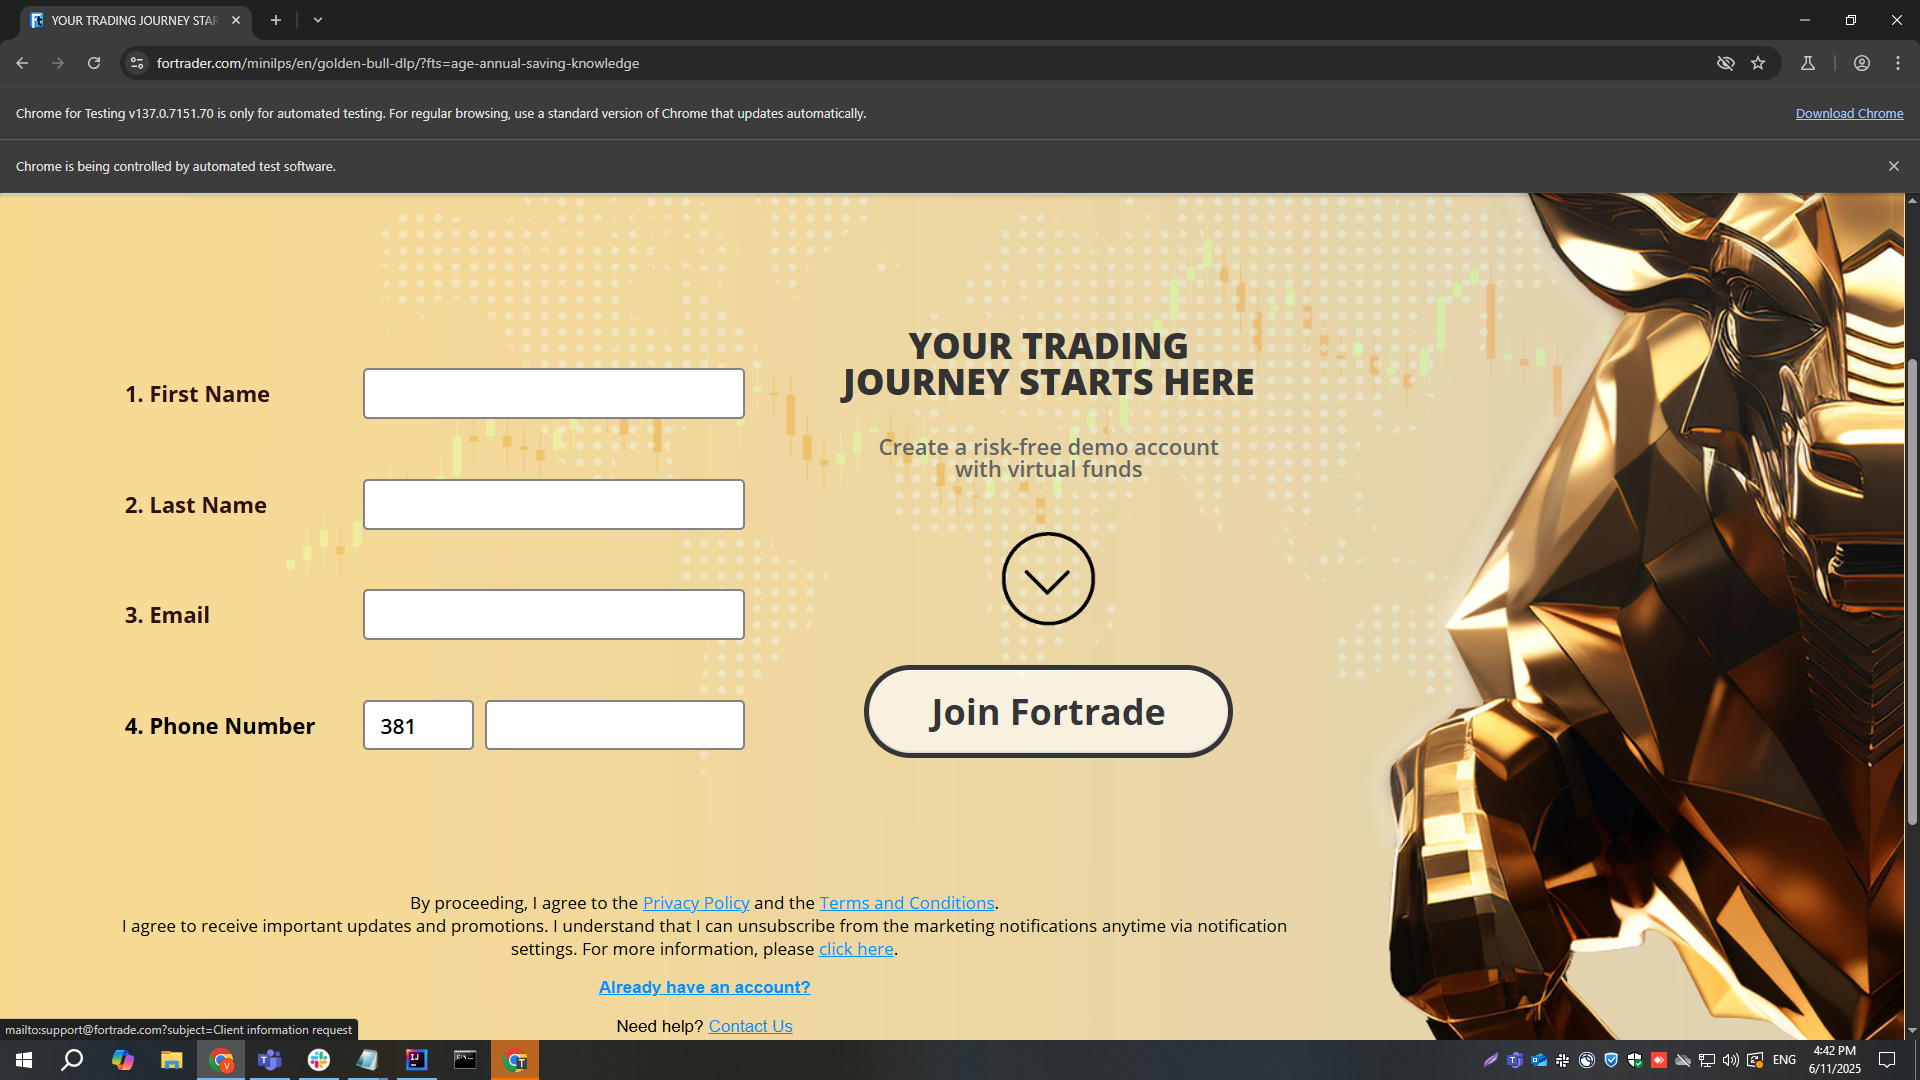 YOUR TRADING JOURNEY STAR
fortrader.com/minilps/en/golden-bull-dlp/?fts=age-annual-saving-knowledge
Chrome for Testing v137.0.7151.70 is only for automated testing. For regular browsing, use a standard version of Chrome that updates automatically.
Download Chrome
Chrome is being controlled by automated test software.
YOUR TRADING
JOURNEY STARTS HERE
Create a risk-free demo account
with virtual funds
1. First Name
2. Last Name
3. Email
4. Phone Number
381
Join Fortrade
By proceeding, I agree to the Privacy Policy and the Terms and Conditions.
I agree to receive important updates and promotions. I understand that I can unsubscribe from the marketing notifications anytime via notification
settings. For more information, please click here.
Already have an account?
Need help? Contact Us
mailto:support@fortrade.com?subject=Client information request
ENG
4:42 PM
6/11/2025